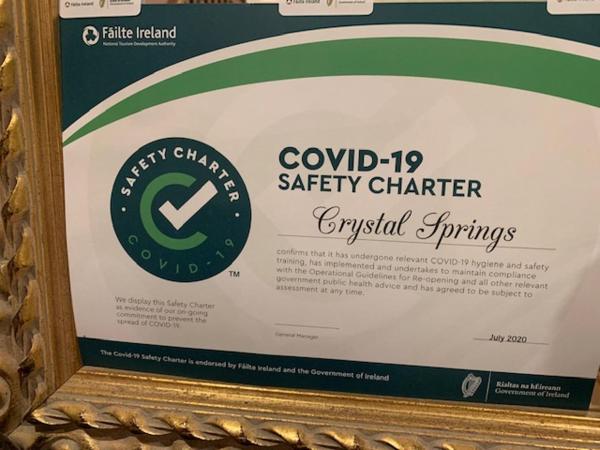 Fáilte Ireland
National Tourism Development Authority
SAFETY CHARTER
COVID-19
TM
We display this Safety Charter
as evidence of our on-going
commitment to prevent the
spread of COVID-19.
COVID-19
SAFETY CHARTER
Crystal Springs
confirms that it has undergone relevant COVID-19 hygiene and safety
training, has implemented and undertakes to maintain compliance
with the Operational Guidelines for Re-opening and all other relevant
government public health advice and has agreed to be subject to
assessment at any time.
General Manager
July 2020
The Covid-19 Safety Charter is endorsed by Fáilte Ireland and the Government of Ireland
Rialtas na hÉireann
Government of Ireland